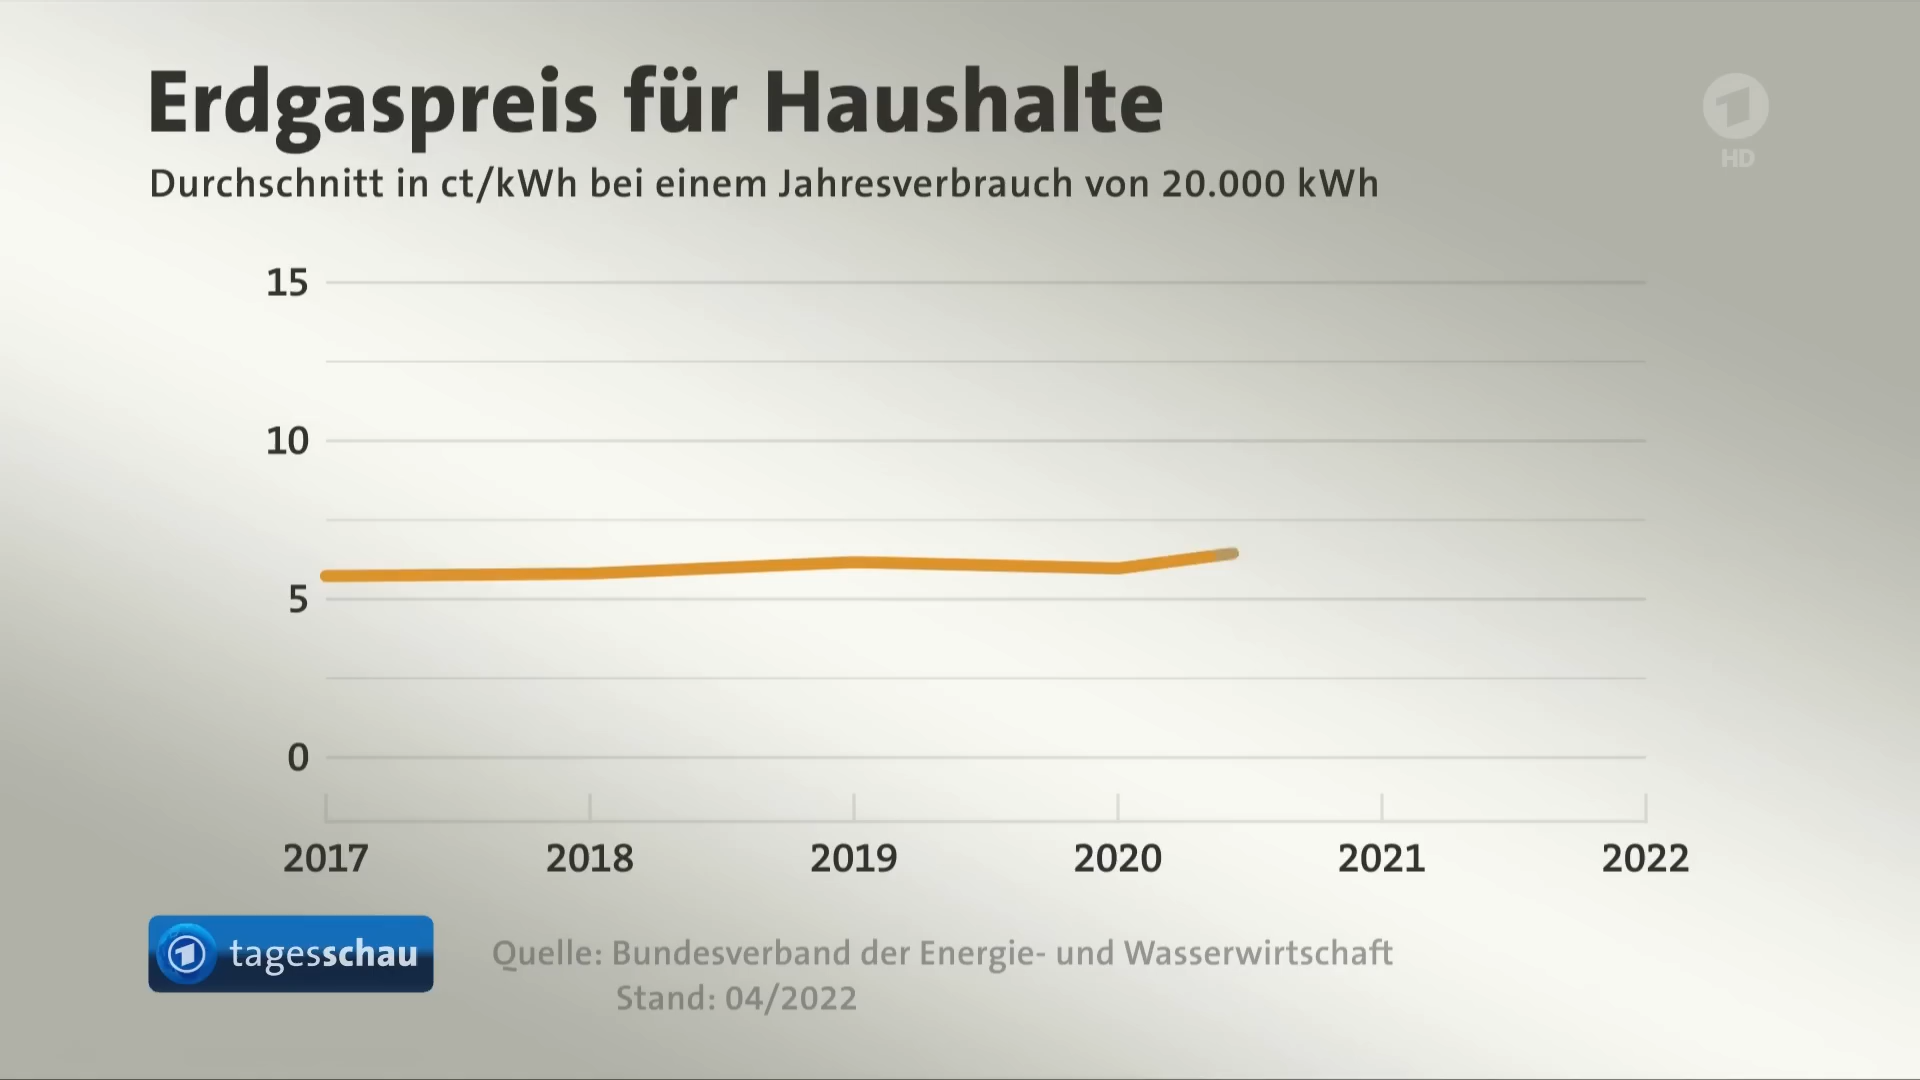 Erdgaspreis für Haushalte
Durchschnitt in ct/kWh bei einem Jahresverbrauch von 20.000 kWh
HD
15
10
5
0
2017 2018 2019 2020 2021 2022
tagesschau
Quelle: Bundesverband der Energie- und Wasserwirtschaft
Stand: 04/2022